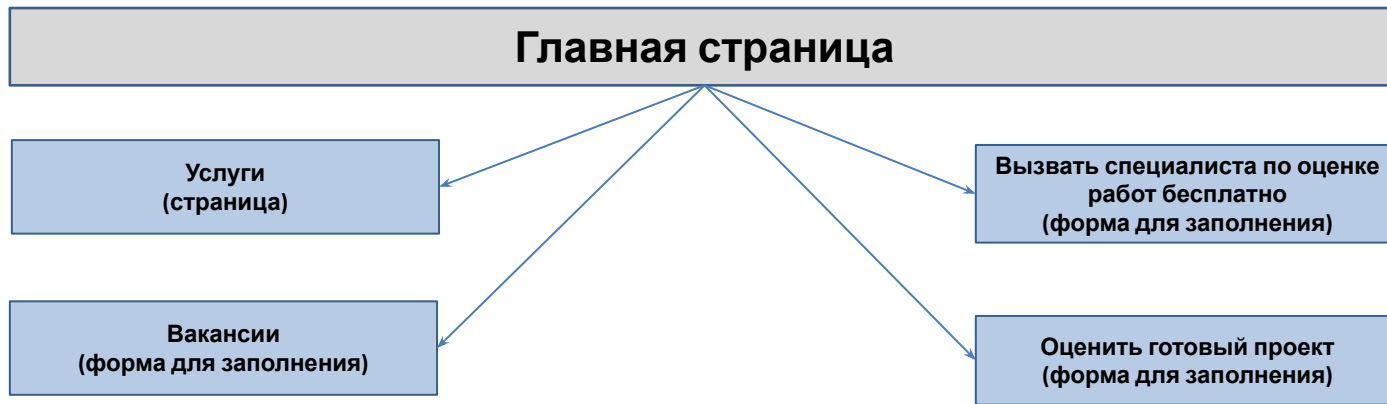 Главная страница
Услуги
(страница)
Вызвать специалиста по оценке
работ бесплатно
(форма для заполнения)
Вакансии
(форма для заполнения)
Оценить готовый проект
(форма для заполнения)